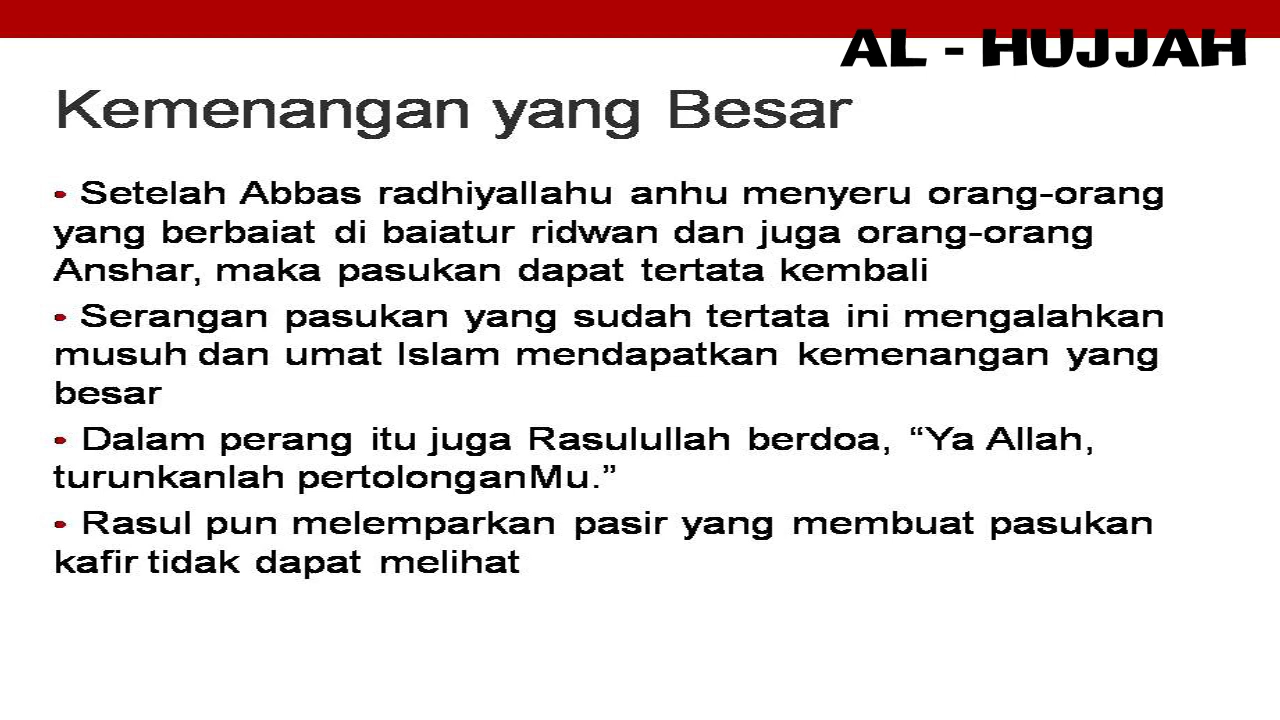 AL - HUJJAH
Kemenangan yang Besar
• Setelah Abbas radhiyallahu anhu menyeru orang-orang
yang berbaiat di baiatur ridwan dan juga orang-orang
Anshar, maka pasukan dapat tertata kembali
• Serangan pasukan yang sudah tertata ini mengalahkan
musuh dan umat Islam mendapatkan kemenangan yang
besar
• Dalam perang itu juga Rasulullah berdoa, “Ya Allah,
turunkanlah pertolonganMu.”
• Rasul pun melemparkan pasir yang membuat pasukan
kafir tidak dapat melihat